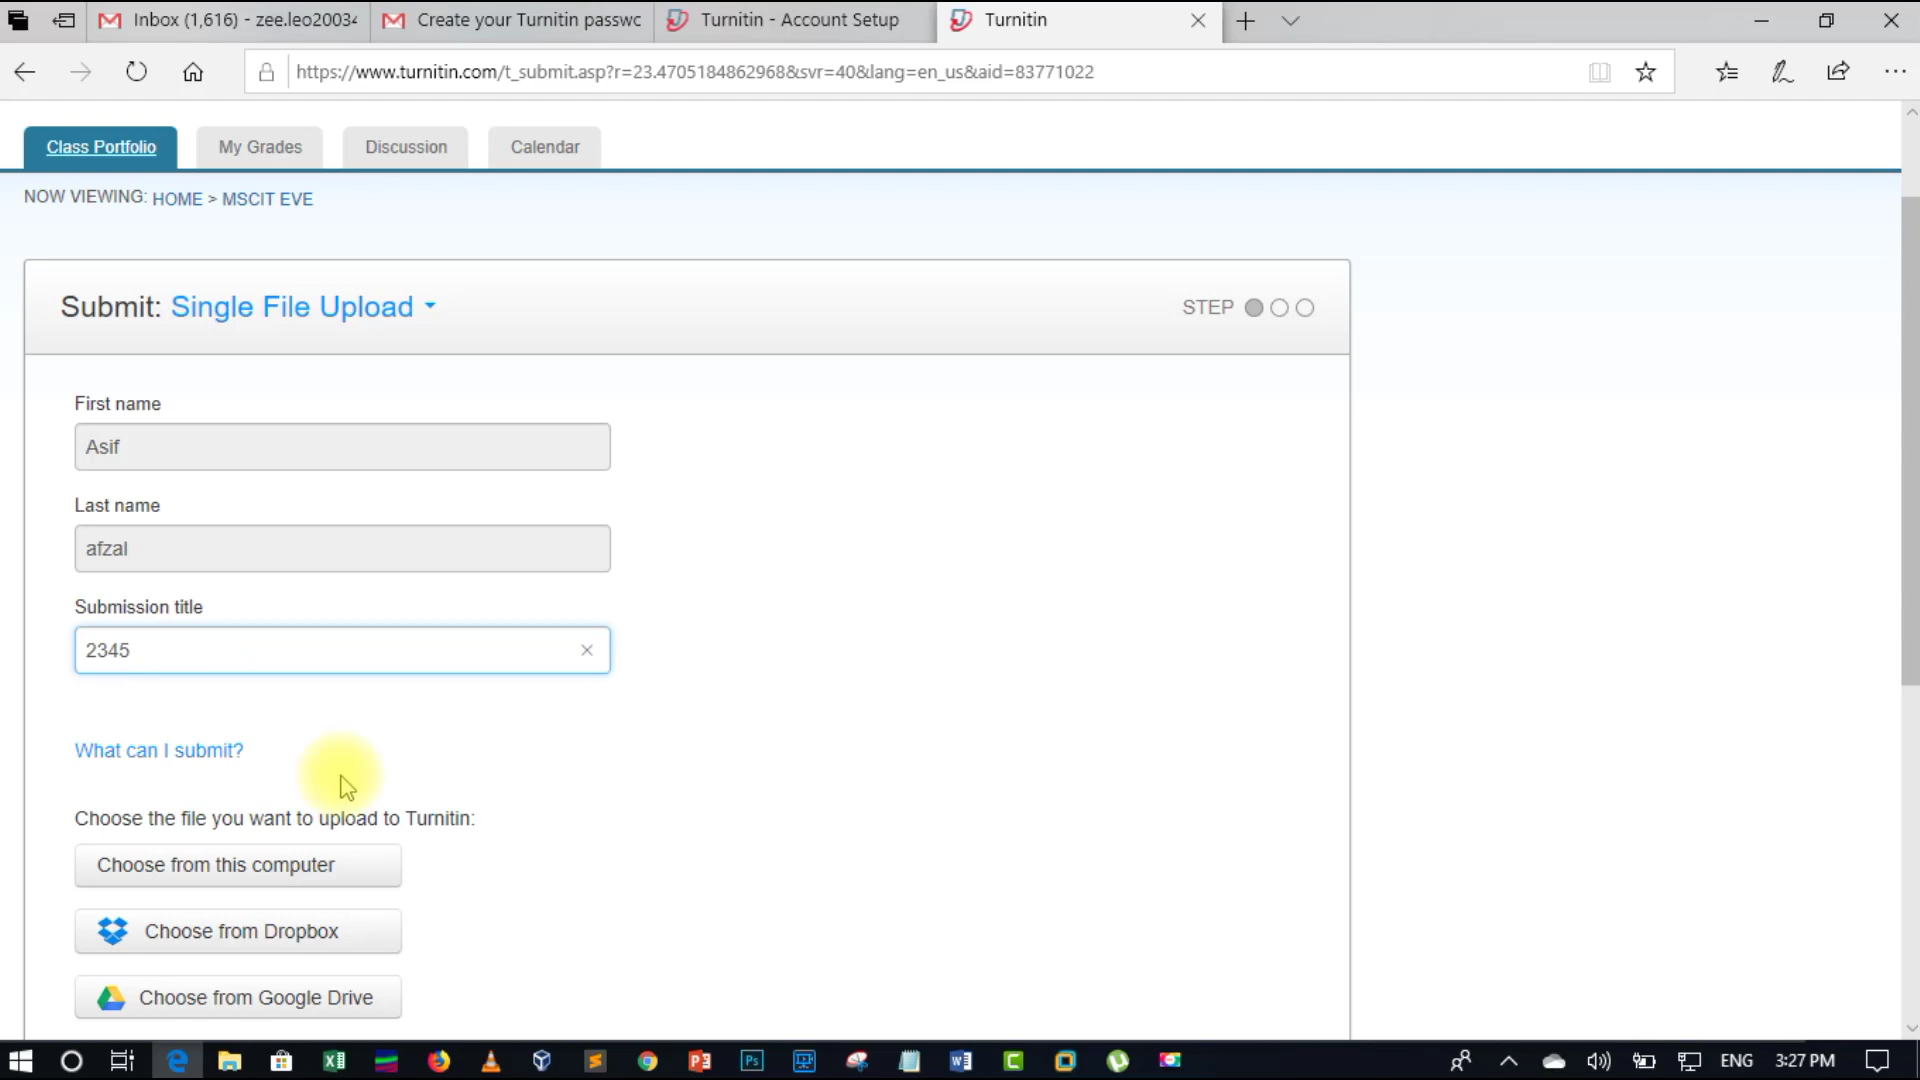 Inbox (1,616) - zee.leo2003
Create your Turnitin passwo
Turnitin - Account Setup
Turnitin
https://www.turnitin.com/t_submit.asp?r=23.4705184862968&svr=40&lang=en_us&aid=83771022
Class Portfolio
My Grades
Discussion
Calendar
NOW VIEWING: HOME > MSCIT EVE
Submit: Single File Upload
STEP
First name
Asif
Last name
afzal
Submission title
2345
What can I submit?
Choose the file you want to upload to Turnitin:
Choose from this computer
Choose from Dropbox
Choose from Google Drive
ENG
3:27 PM